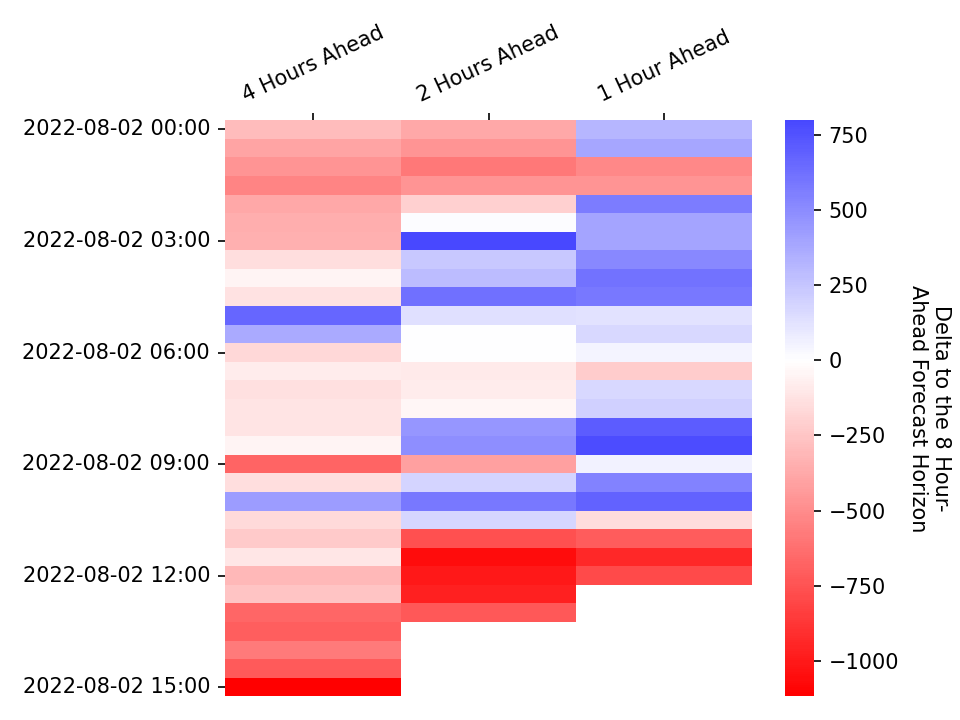 4 Hours Ahead
2 Hours Ahead
1 Hour Ahead
2022-08-02 00:00
2022-08-02 03:00
2022-08-02 06:00
2022-08-02 09:00
2022-08-02 12:00
2022-08-02 15:00
750
500
250
0
−250
−500
−750
−1000
Delta to the 8 Hour-
Ahead Forecast Horizon